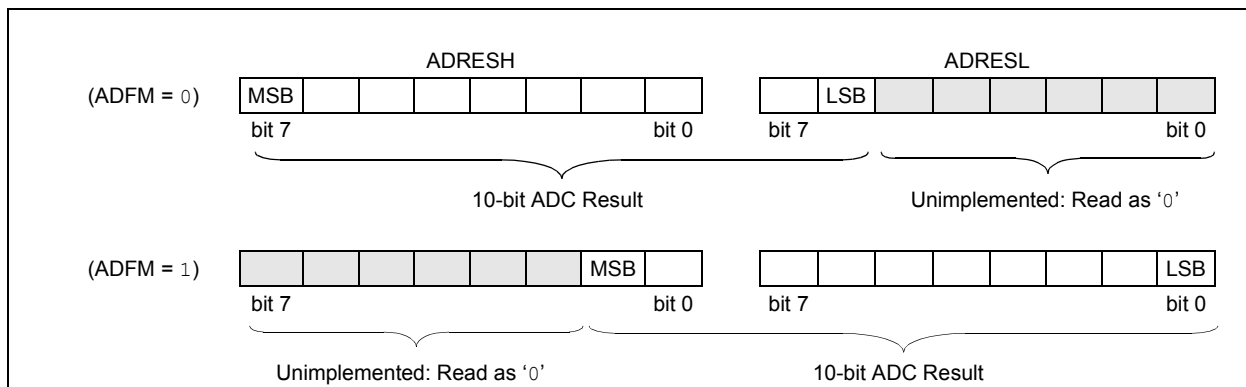 ADRESH ADRESL
(ADFM = 0) MSB LSB
bit 7 bit 0 bit 7 bit 0
10-bit ADC Result Unimplemented: Read as ‘0’
(ADFM = 1) MSB LSB
bit 7 bit 0 bit 7 bit 0
Unimplemented: Read as ‘0’ 10-bit ADC Result